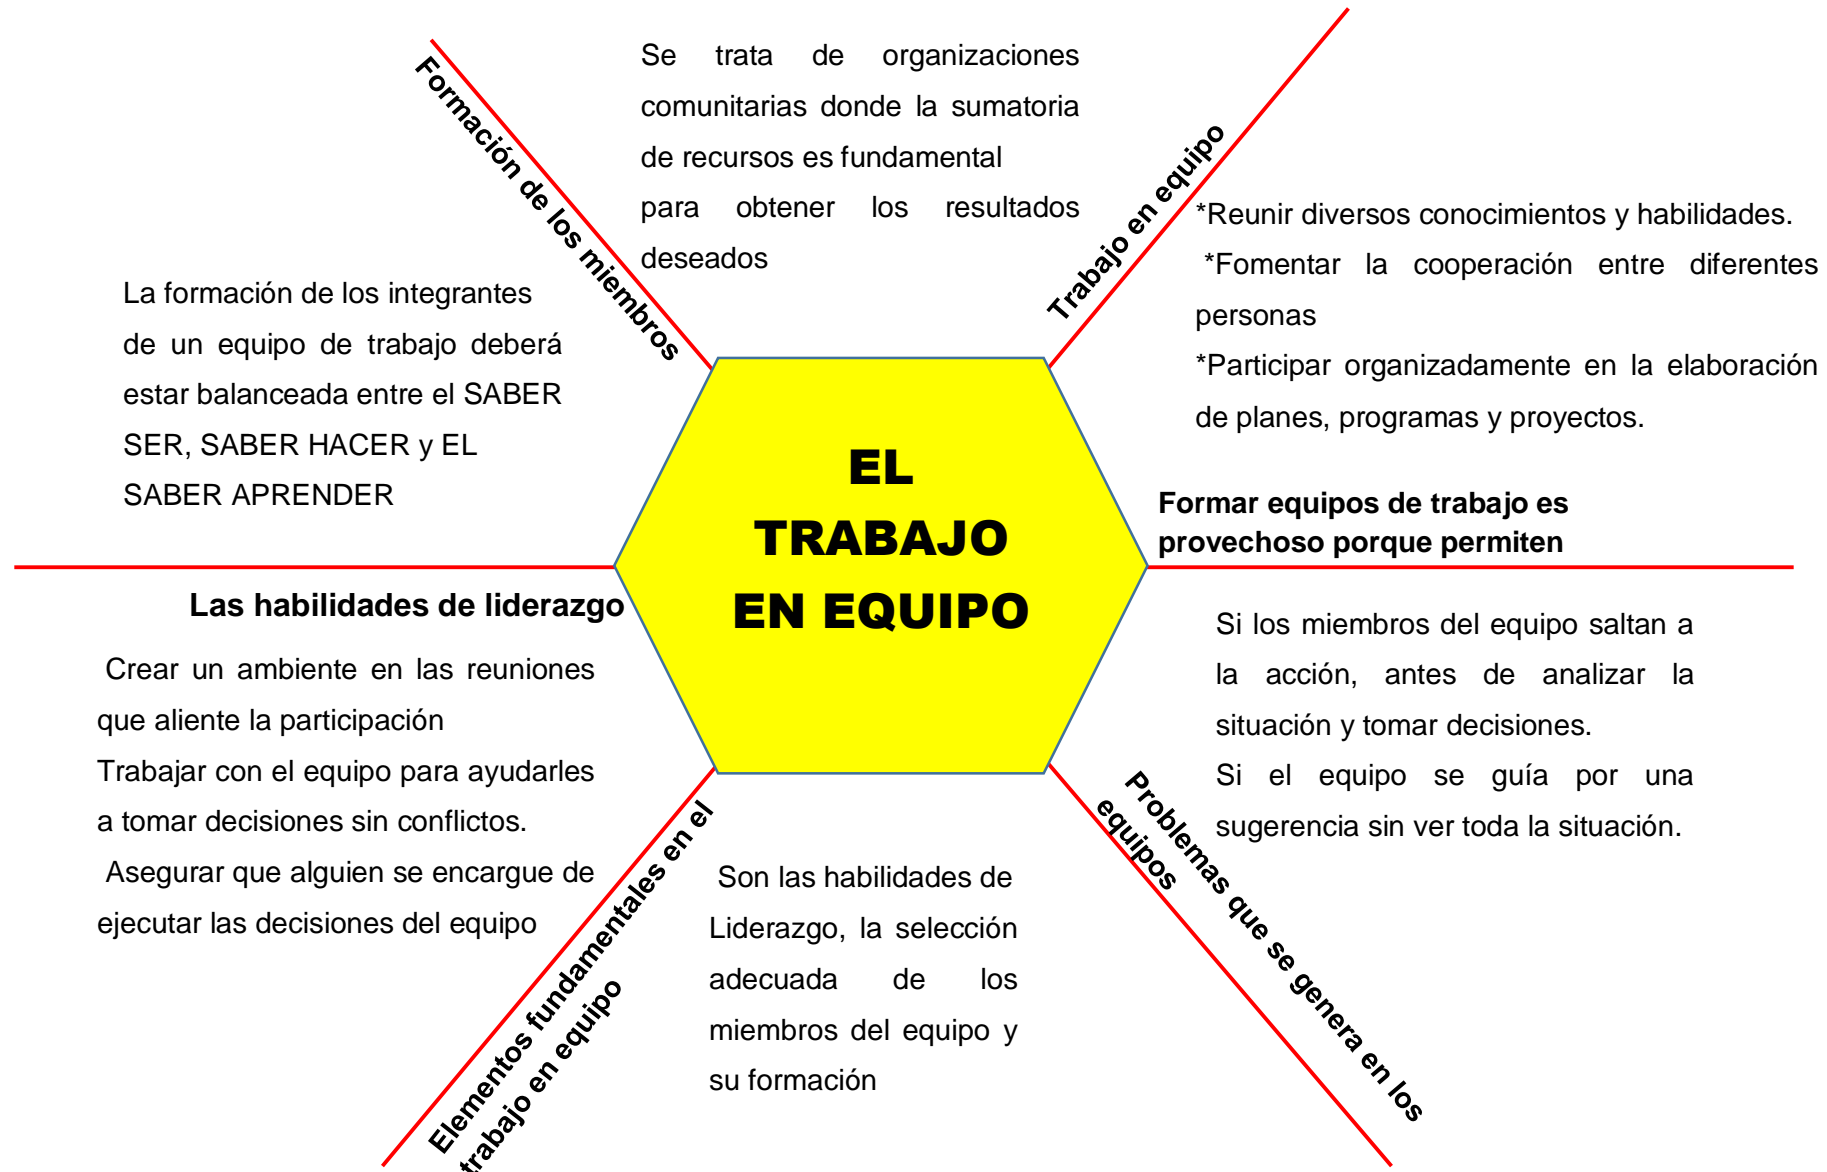 Formación de los miembros
Se trata de organizaciones
comunitarias donde la sumatoria
de recursos es fundamental
para obtener los resultados
deseados
Trabajo en equipo
*Reunir diversos conocimientos y habilidades.
*Fomentar la cooperación entre diferentes
personas
*Participar organizadamente en la elaboración
de planes, programas y proyectos.
La formación de los integrantes
de un equipo de trabajo deberá
estar balanceada entre el SABER
SER, SABER HACER y EL
SABER APRENDER
EL
TRABAJO
EN EQUIPO
Formar equipos de trabajo es
provechoso porque permiten
Las habilidades de liderazgo
Crear un ambiente en las reuniones
que aliente la participación
Trabajar con el equipo para ayudarles
a tomar decisiones sin conflictos.
Asegurar que alguien se encargue de
ejecutar las decisiones del equipo
Si los miembros del equipo saltan a
la acción, antes de analizar la
situación y tomar decisiones.
Si el equipo se guía por una
sugerencia sin ver toda la situación.
Problemas que se genera en los
equipos
Elementos fundamentales en el
trabajo en equipo
Son las habilidades de
Liderazgo, la selección
adecuada de los
miembros del equipo y
su formación